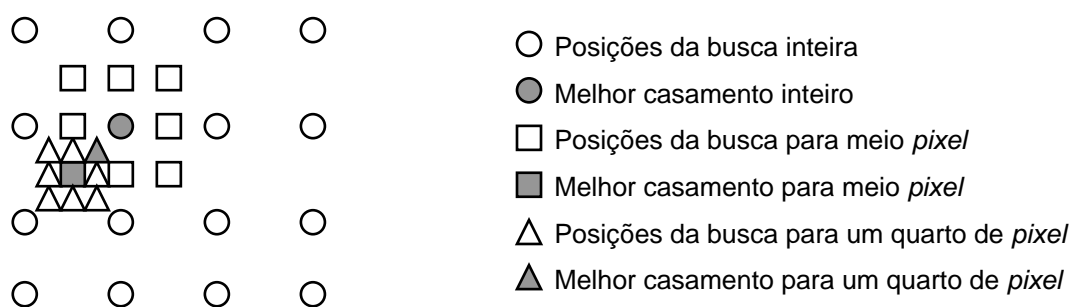 Posições da busca inteira
Melhor casamento inteiro
Posições da busca para meio pixel
Melhor casamento para meio pixel
Posições da busca para um quarto de pixel
Melhor casamento para um quarto de pixel